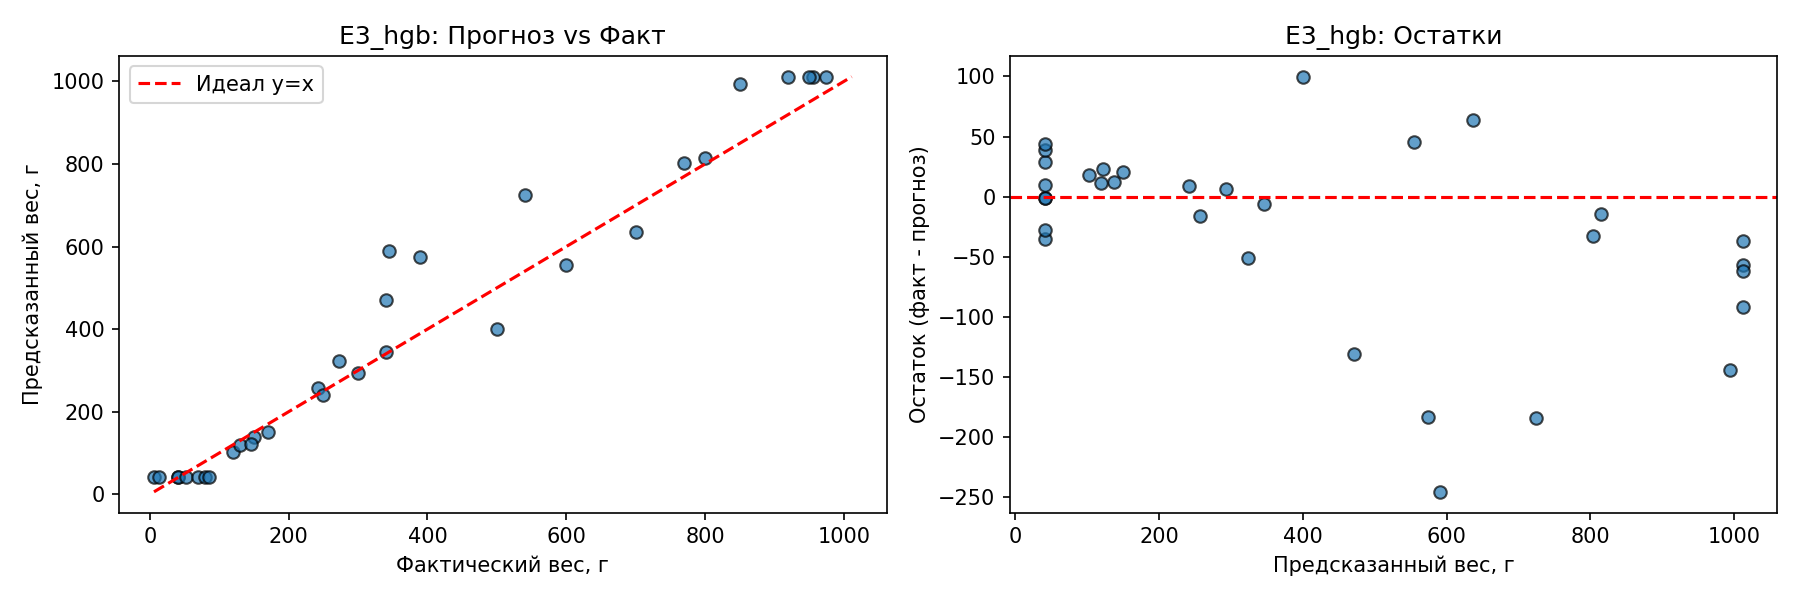 E3_hgb: Прогноз vs Факт
Идеал y=x
1000
800
600
400
200
0
0 200 400 600 800 1000
Предсказанный вес, г
Фактический вес, г
E3_hgb: Остатки
100
50
0
−50
−100
−150
−200
−250
0 200 400 600 800 1000
Остаток (факт - прогноз)
Предсказанный вес, г